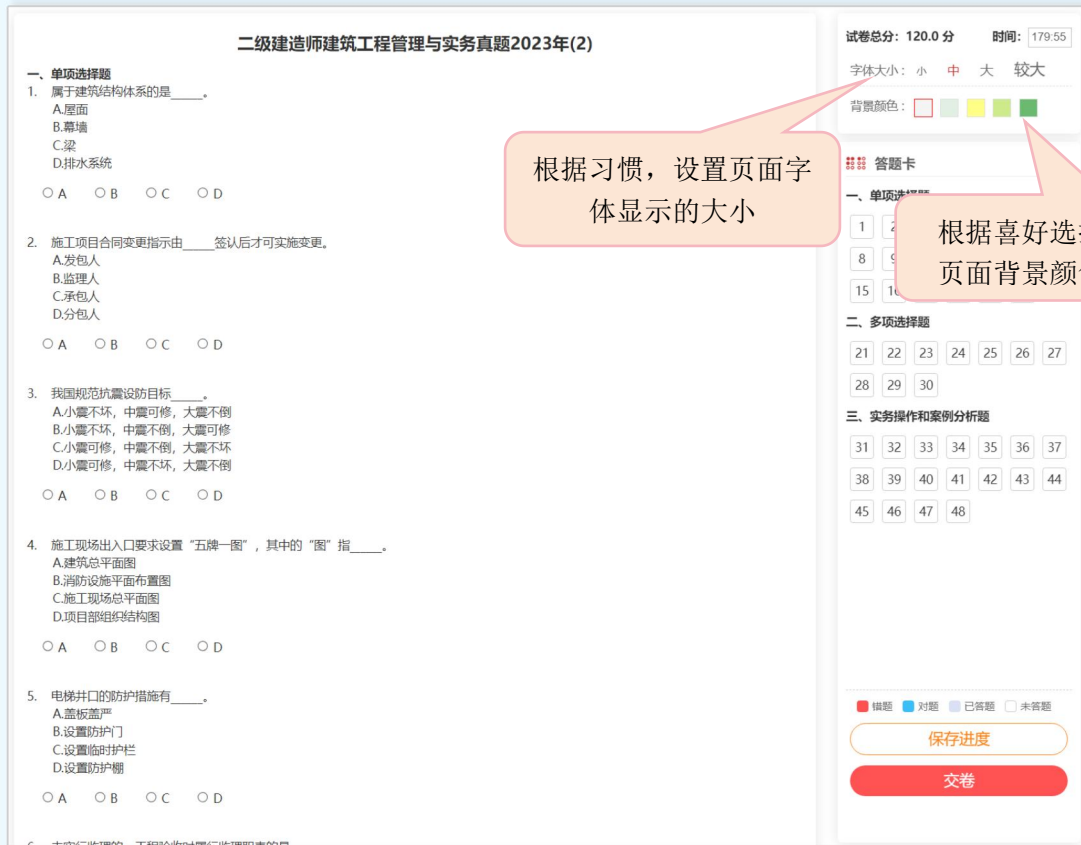 二级建造师建筑工程管理与实务真题2023年(2)
一、单项选择题
1. 属于建筑结构体系的是_____。
A.屋面
B.幕墙
C.梁
D.排水系统
A B C D
2. 施工项目合同变更指示由_____签认后才可实施变更。
A.发包人
B.监理人
C.承包人
D.分包人
A B C D
3. 我国规范抗震设防目标_____。
A.小震不坏，中震可修，大震不倒
B.小震不坏，中震不倒，大震可修
C.小震可修，中震不倒，大震不坏
D.小震可修，中震不坏，大震不倒
A B C D
4. 施工现场出入口要求设置“五牌一图”，其中的“图”指_____。
A.建筑总平面图
B.消防设施平面布置图
C.施工现场总平面图
D.项目部组织结构图
A B C D
5. 电梯井口的防护措施有_____。
A.盖板盖严
B.设置防护门
C.设置临时护栏
D.设置防护棚
A B C D
根据习惯，设置页面字
体显示的大小
试卷总分：120.0 分 时间：179:55
字体大小：小 中 大 较大
背景颜色：
答题卡
一、单项选择题
1
8
15
根据喜好选
页面背景颜
二、多项选择题
21 22 23 24 25 26 27
28 29 30
三、实务操作和案例分析题
31 32 33 34 35 36 37
38 39 40 41 42 43 44
45 46 47 48
错题 对题 已答题 未答题
保存进度
交卷